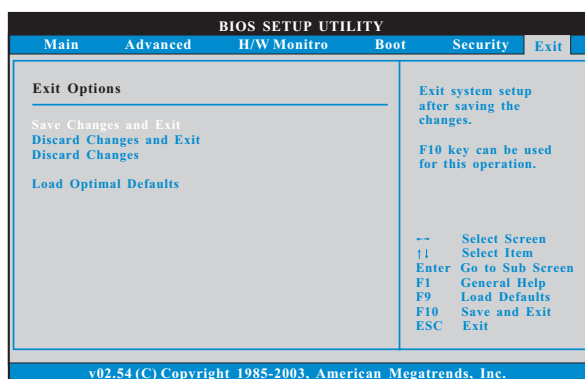 BIOS SETUP UTILITY
Main Advanced H/W Monitro Boot Security Exit
Exit Options
Save Changes and Exit
Discard Changes and Exit
Discard Changes
Load Optimal Defaults
Exit system setup
after saving the
changes.
F10 key can be used
for this operation.
←→ Select Screen
↑↓ Select Item
Enter Go to Sub Screen
F1 General Help
F9 Load Defaults
F10 Save and Exit
ESC Exit
v02.54 (C) Copyright 1985-2003, American Megatrends, Inc.